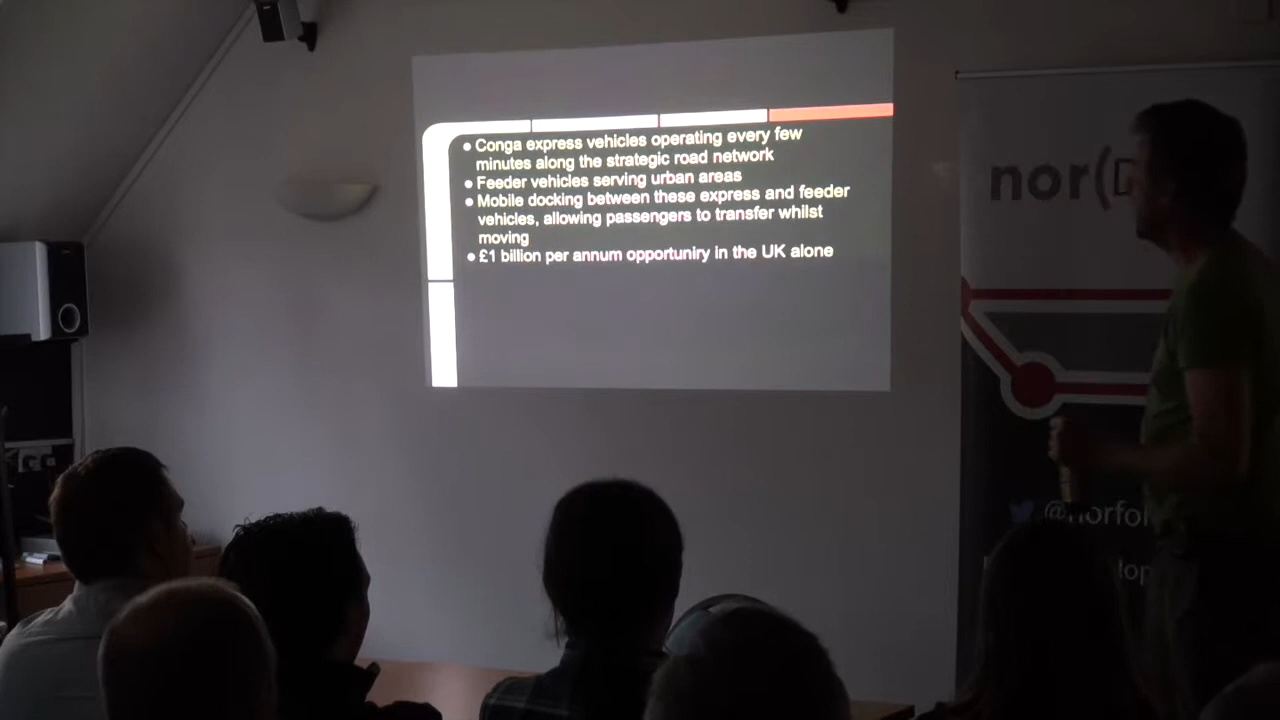 ● Conga express vehicles operating every few
minutes along the strategic road network
● Feeder vehicles serving urban areas
● Mobile docking between these express and feeder
vehicles, allowing passengers to transfer whilst
moving
● £1 billion per annum opportuniry in the UK alone
nor(
@norfol
lop